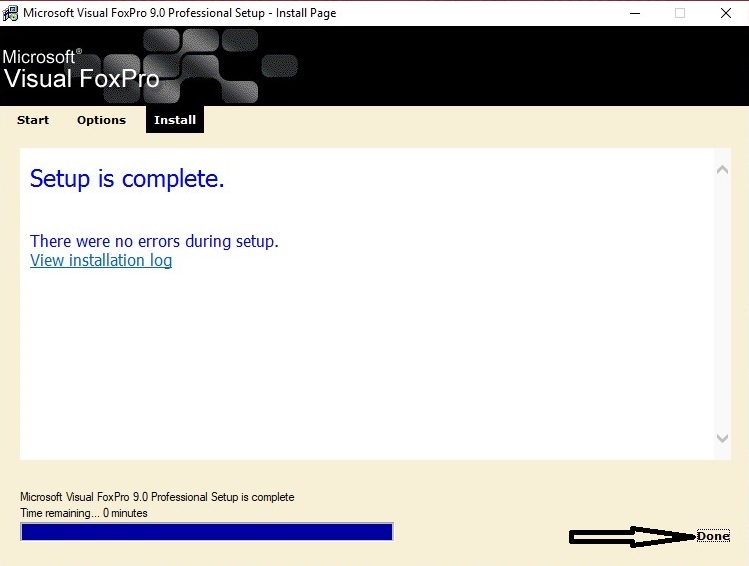 Microsoft Visual FoxPro 9.0 Professional Setup - Install Page
Microsoft®
Visual FoxPro
Start Options Install
Setup is complete.
There were no errors during setup.
View installation log
Microsoft Visual FoxPro 9.0 Professional Setup is complete
Time remaining... 0 minutes
Done